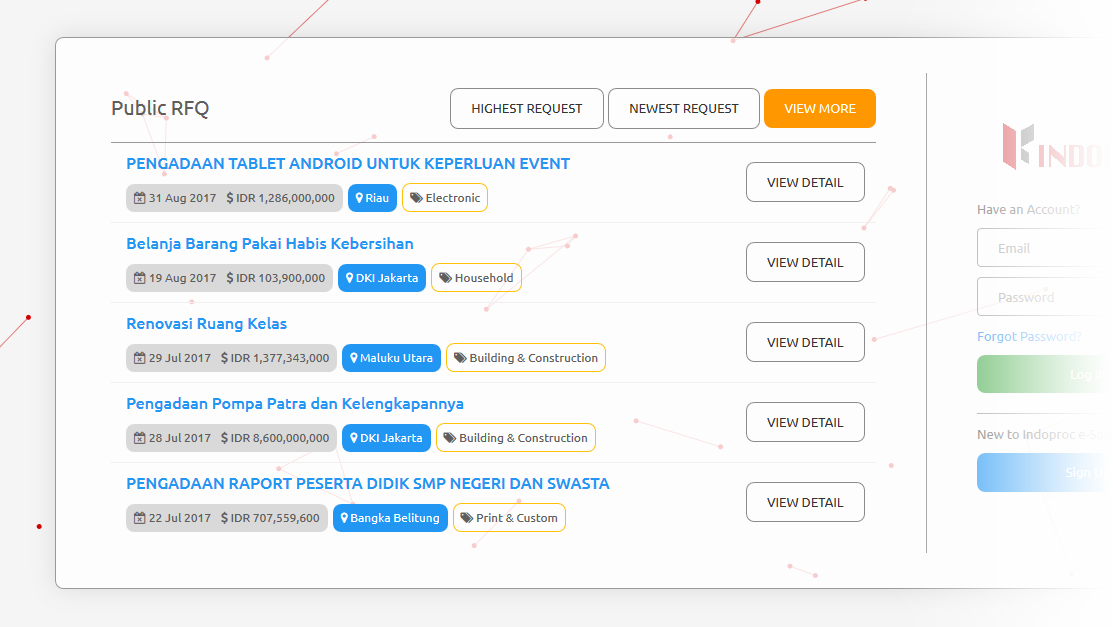 Public RFQ
HIGHEST REQUEST
NEWEST REQUEST
VIEW MORE
PENGADAAN TABLET ANDROID UNTUK KEPERLUAN EVENT
31 Aug 2017 $ IDR 1,286,000,000 Riau Electronic
VIEW DETAIL
Belanja Barang Pakai Habis Kebersihan
19 Aug 2017 $ IDR 103,900,000 DKI Jakarta Household
VIEW DETAIL
Renovasi Ruang Kelas
29 Jul 2017 $ IDR 1,377,343,000 Maluku Utara Building & Construction
VIEW DETAIL
Pengadaan Pompa Patra dan Kelengkapannya
28 Jul 2017 $ IDR 8,600,000,000 DKI Jakarta Building & Construction
VIEW DETAIL
PENGADAAN RAPORT PESERTA DIDIK SMP NEGERI DAN SWASTA
22 Jul 2017 $ IDR 707,559,600 Bangka Belitung Print & Custom
VIEW DETAIL
INDO
Have an Account?
Email
Password
Forgot Password?
Log
New to Indoproc
Sign